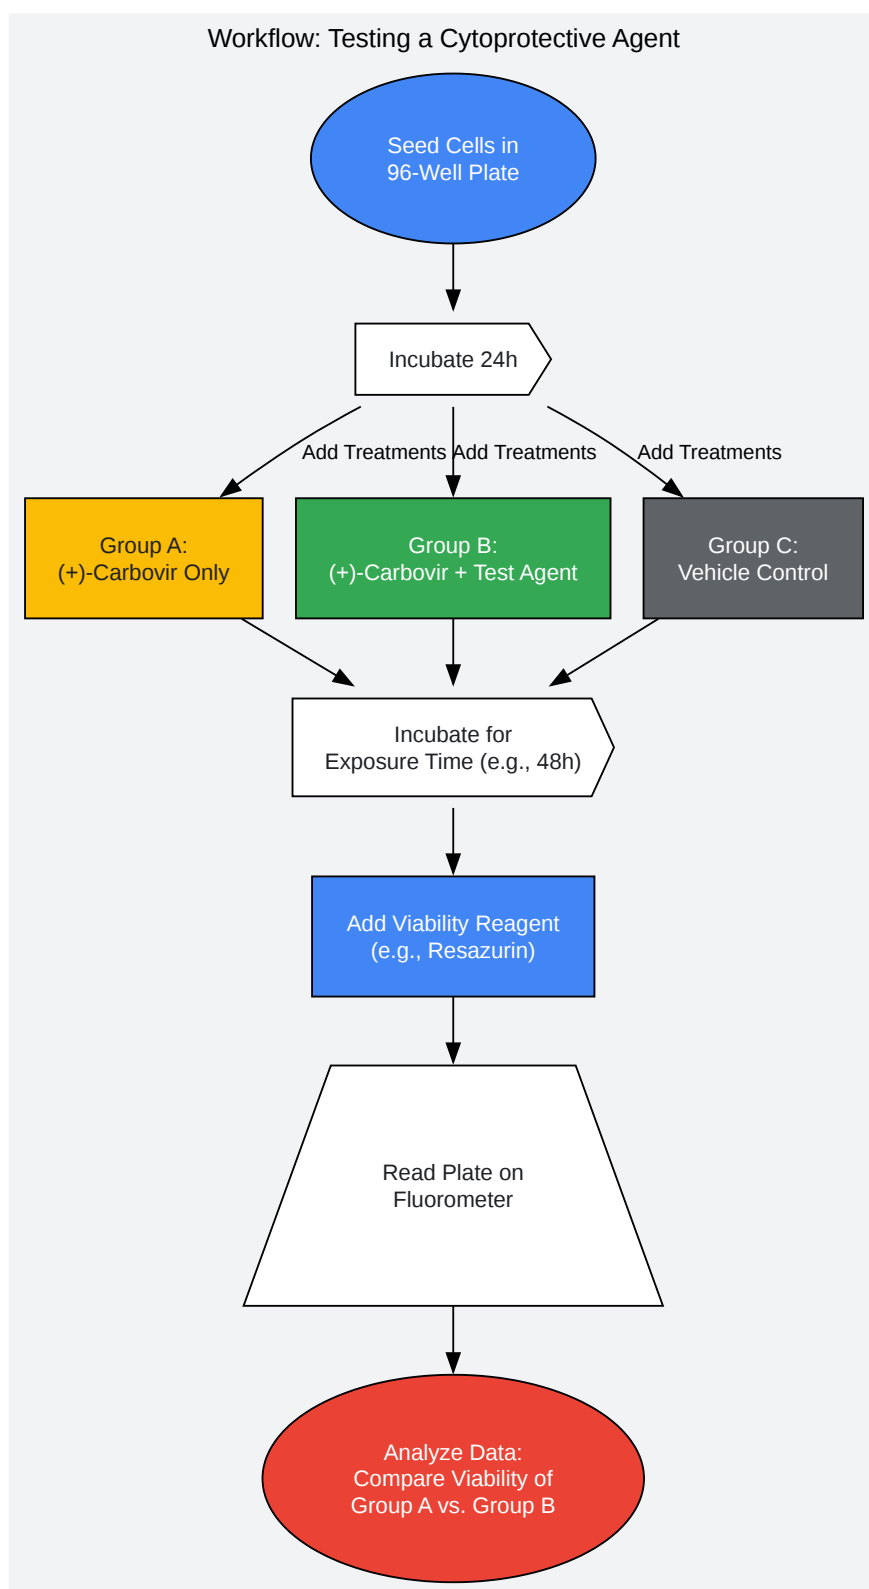 Workflow: Testing a Cytoprotective Agent
Seed Cells in
96-Well Plate
Incubate 24h
Add Treatments
Add Treatments
Add Treatments
Group A:
(+)-Carbovir Only
Group B:
(+)-Carbovir + Test Agent
Group C:
Vehicle Control
Incubate for
Exposure Time (e.g., 48h)
Add Viability Reagent
(e.g., Resazurin)
Read Plate on
Fluorometer
Analyze Data:
Compare Viability of
Group A vs. Group B